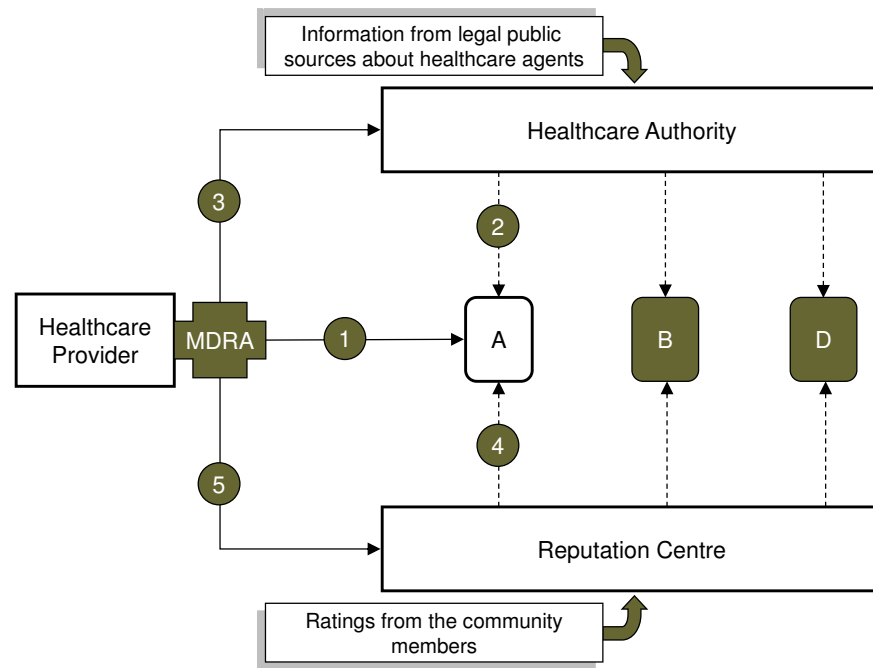 Information from legal public
sources about healthcare agents
Healthcare Authority
3
2
Healthcare
Provider
MDRA
1
A
B
D
4
5
Reputation Centre
Ratings from the community
members